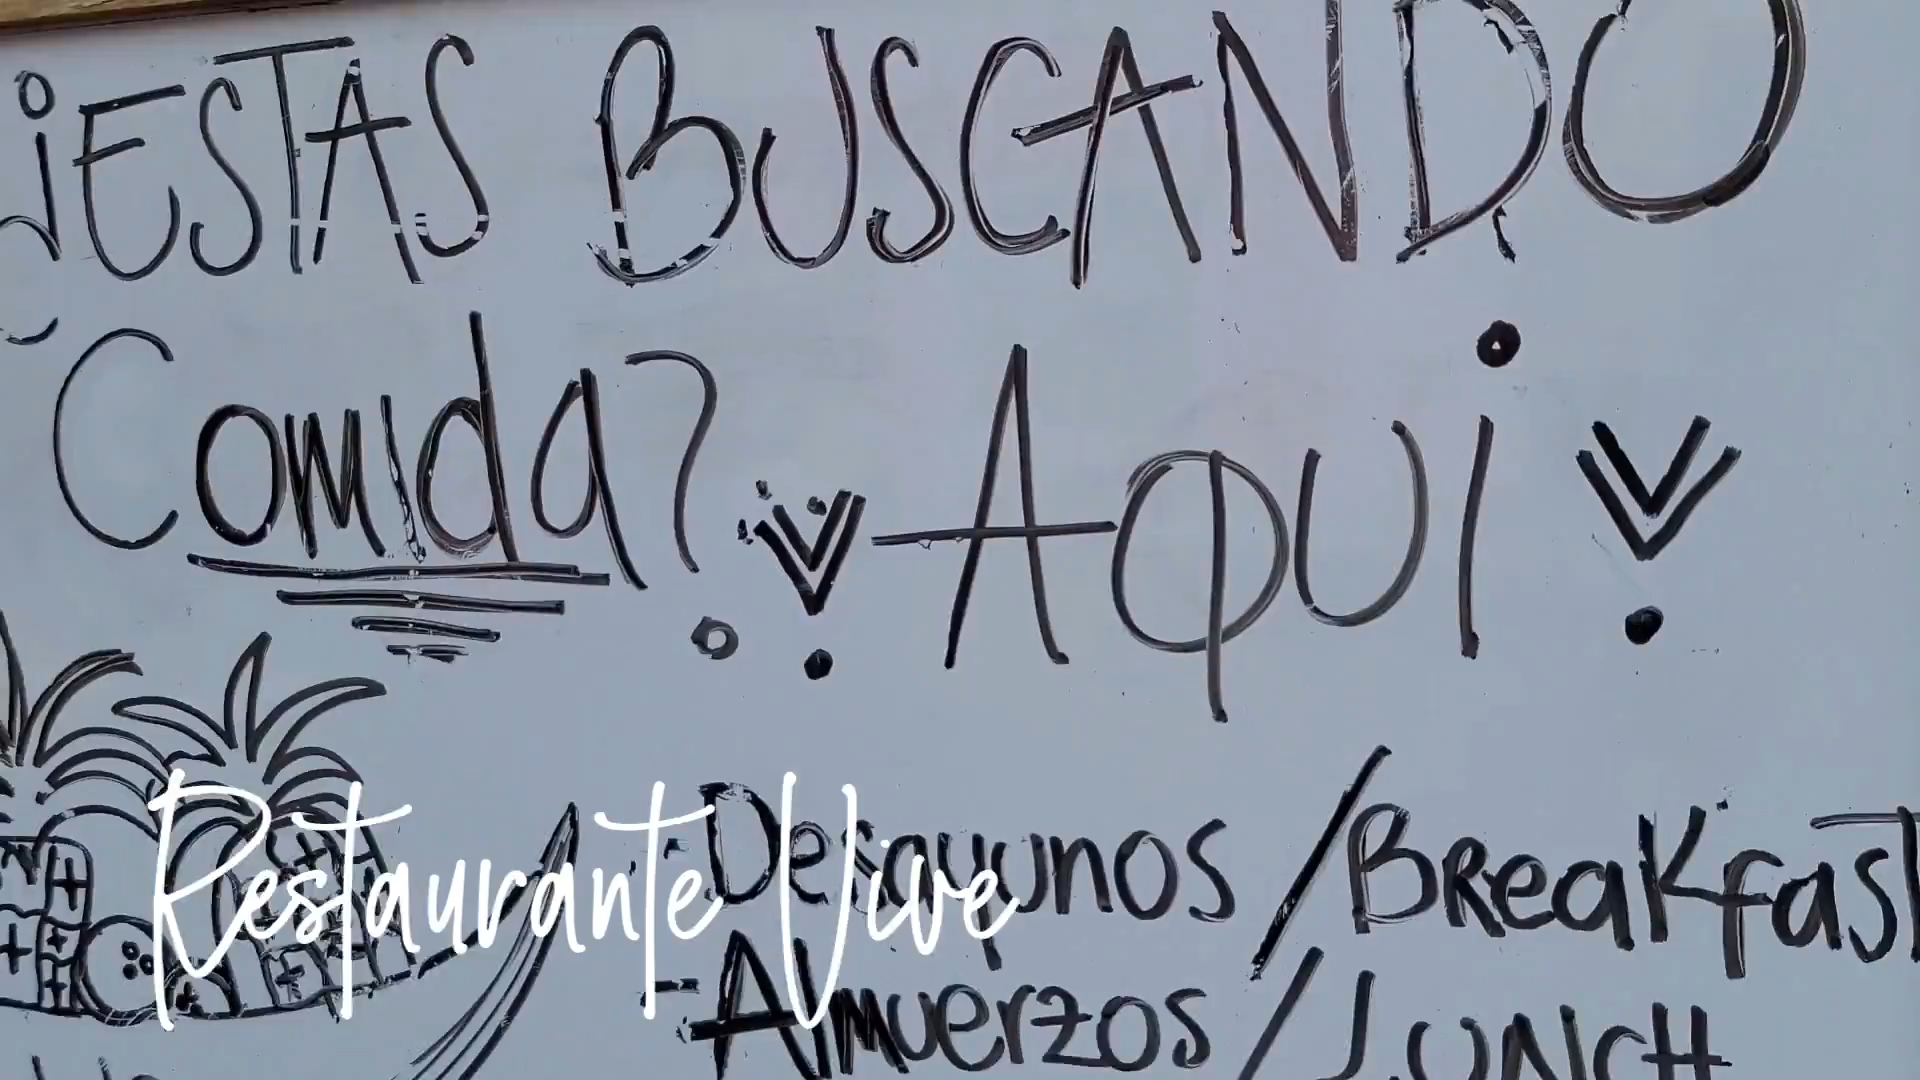 ¿ESTAS BUSCANDO
Comida? AQUI
- Desayunos / Breakfast
- Almuerzos / LUNCH
Restaurante Vive